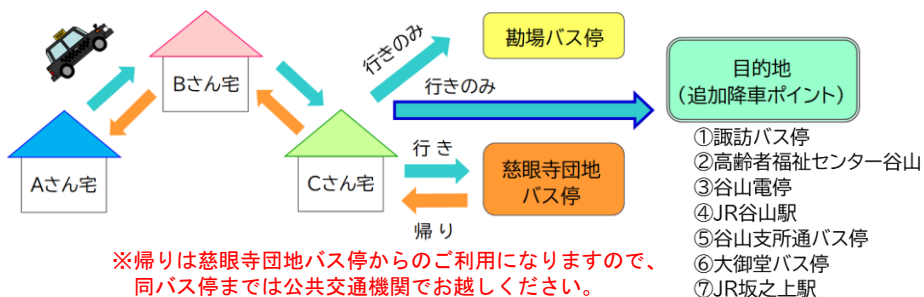 勘場バス停
行きのみ
目的地
（追加降車ポイント）
行きのみ
Bさん宅
Aさん宅
Cさん宅
行き
慈眼寺団地
バス停
帰り
①諏訪バス停
②高齢者福祉センター谷山
③谷山電停
④JR谷山駅
⑤谷山支所通バス停
⑥大御堂バス停
⑦JR坂之上駅
※帰りは慈眼寺団地バス停からのご利用になりますので、
同バス停までは公共交通機関でお越しください。